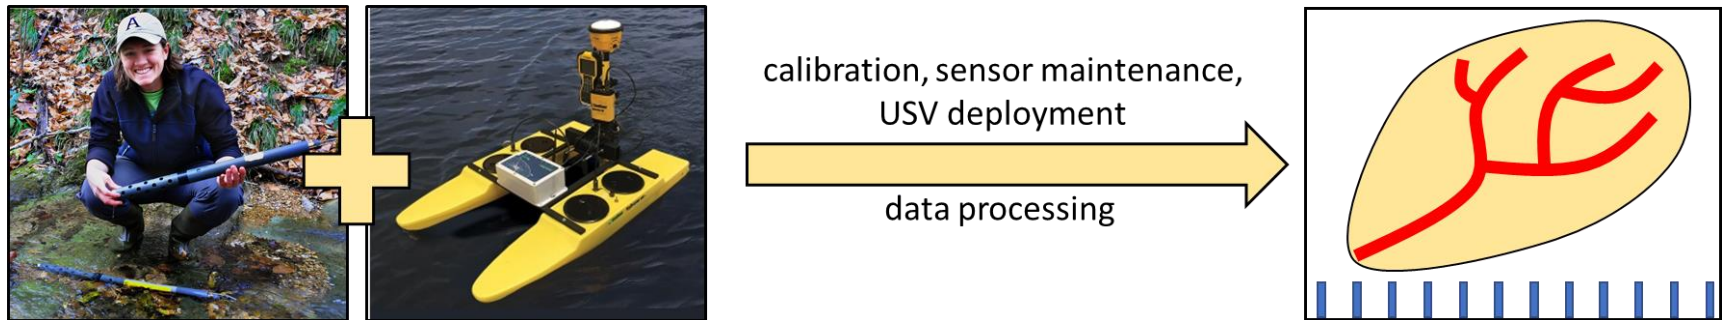 A
calibration, sensor maintenance,
USV deployment
data processing